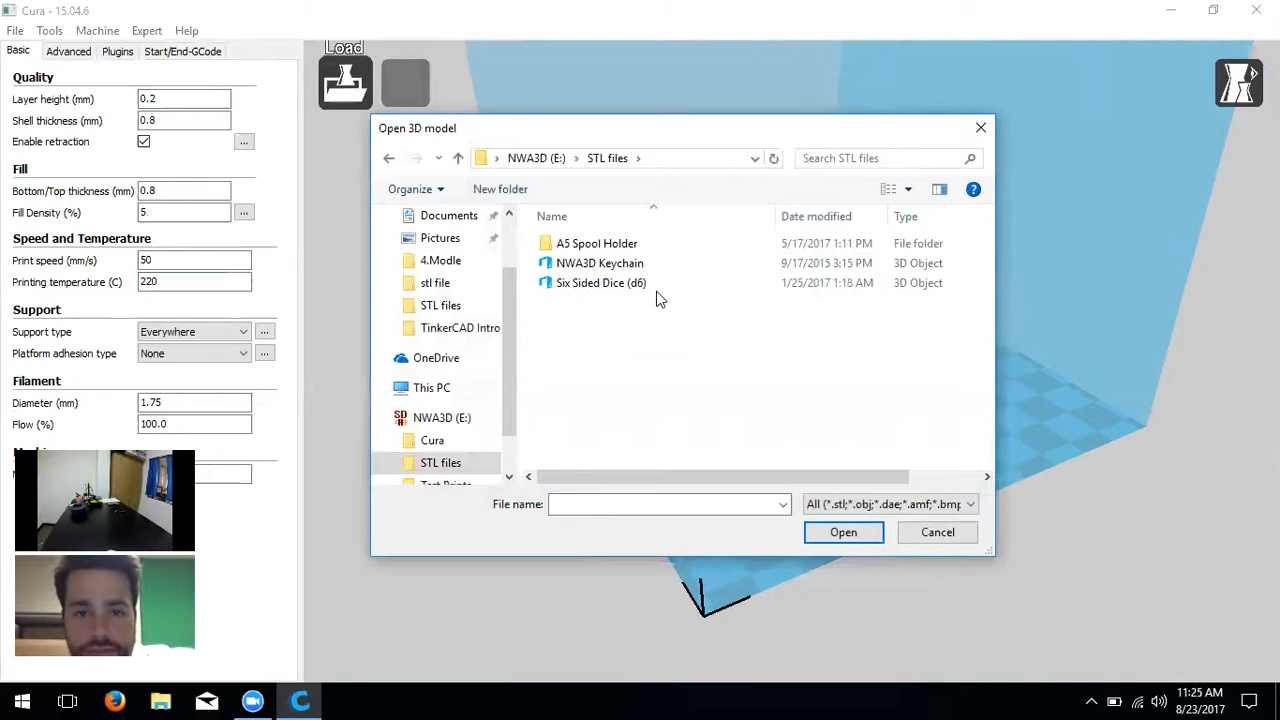 Cura - 15.04.6
File Tools Machine Expert Help
Basic Advanced Plugins Start/End-GCode
Load
Quality
Layer height (mm) 0.2
Shell thickness (mm) 0.8
Enable retraction ...
Fill
Bottom/Top thickness (mm) 0.8
Fill Density (%) 5 ...
Speed and Temperature
Print speed (mm/s) 50
Printing temperature (C) 220
Support
Support type Everywhere ...
Platform adhesion type None ...
Filament
Diameter (mm) 1.75
Flow (%) 100.0
Open 3D model
NWA3D (E:) > STL files >
Search STL files
Organize New folder
Name Date modified Type
A5 Spool Holder 5/17/2017 1:11 PM File folder
NWA3D Keychain 9/17/2015 3:15 PM 3D Object
Six Sided Dice (d6) 1/25/2017 1:18 AM 3D Object
Documents
Pictures
4.Modle
stl file
STL files
TinkerCAD Intro
OneDrive
This PC
NWA3D (E:)
Cura
STL files
File name: All (*.stl;*.obj;*.dae;*.amf;*.bmp
Open Cancel
11:25 AM
8/23/2017